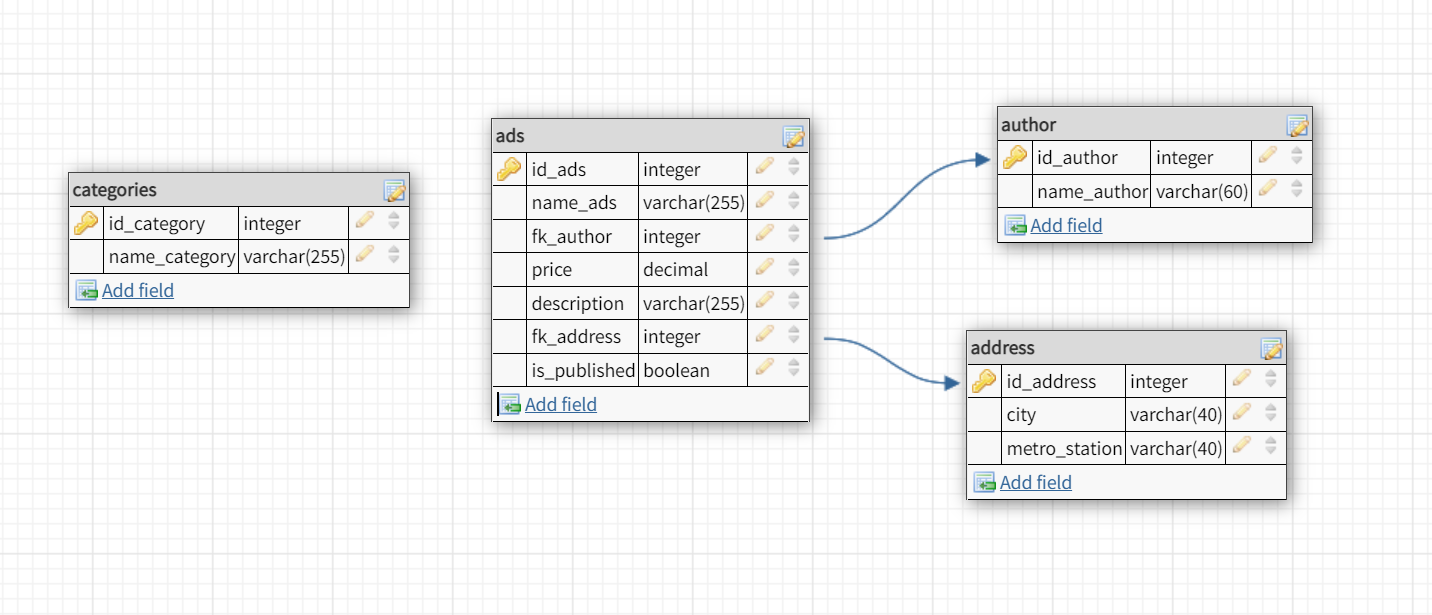 categories
id_category integer
name_category varchar(255)
Add field
ads
id_ads integer
name_ads varchar(255)
fk_author integer
price decimal
description varchar(255)
fk_address integer
is_published boolean
Add field
author
id_author integer
name_author varchar(60)
Add field
address
id_address integer
city varchar(40)
metro_station varchar(40)
Add field